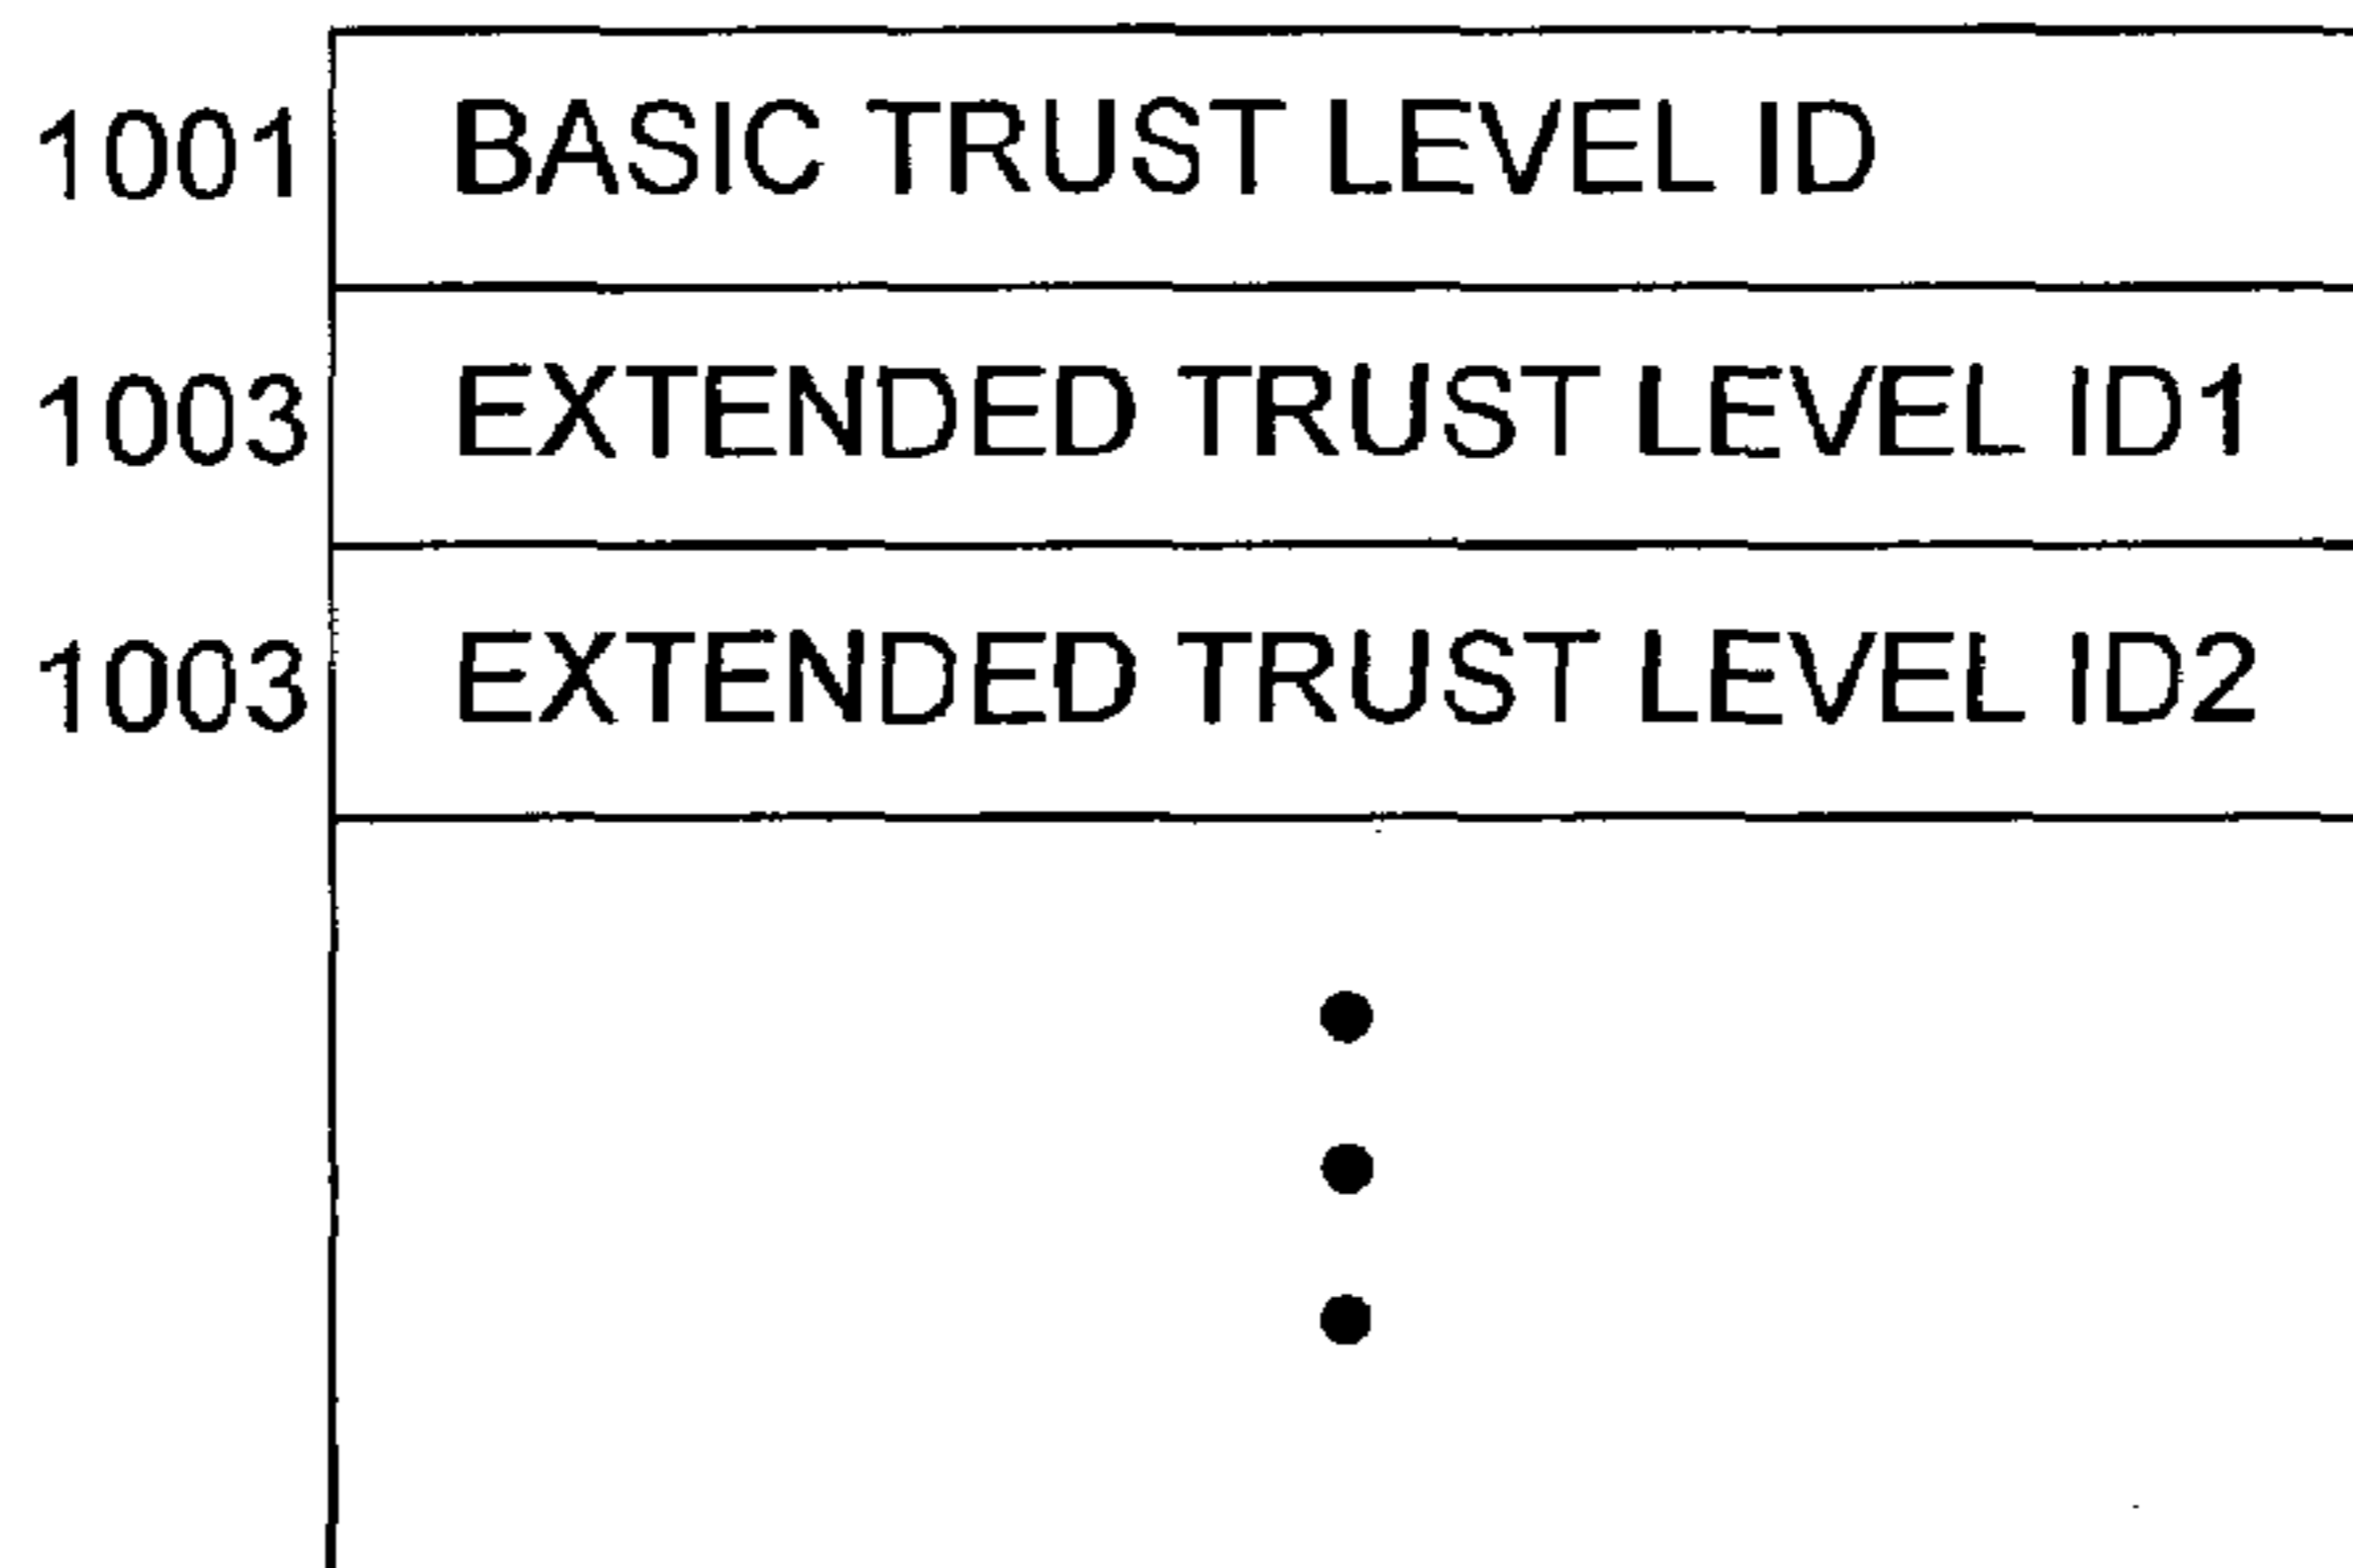 1001 BASIC TRUST LEVEL ID
1003 EXTENDED TRUST LEVEL ID1
1003 EXTENDED TRUST LEVEL ID2